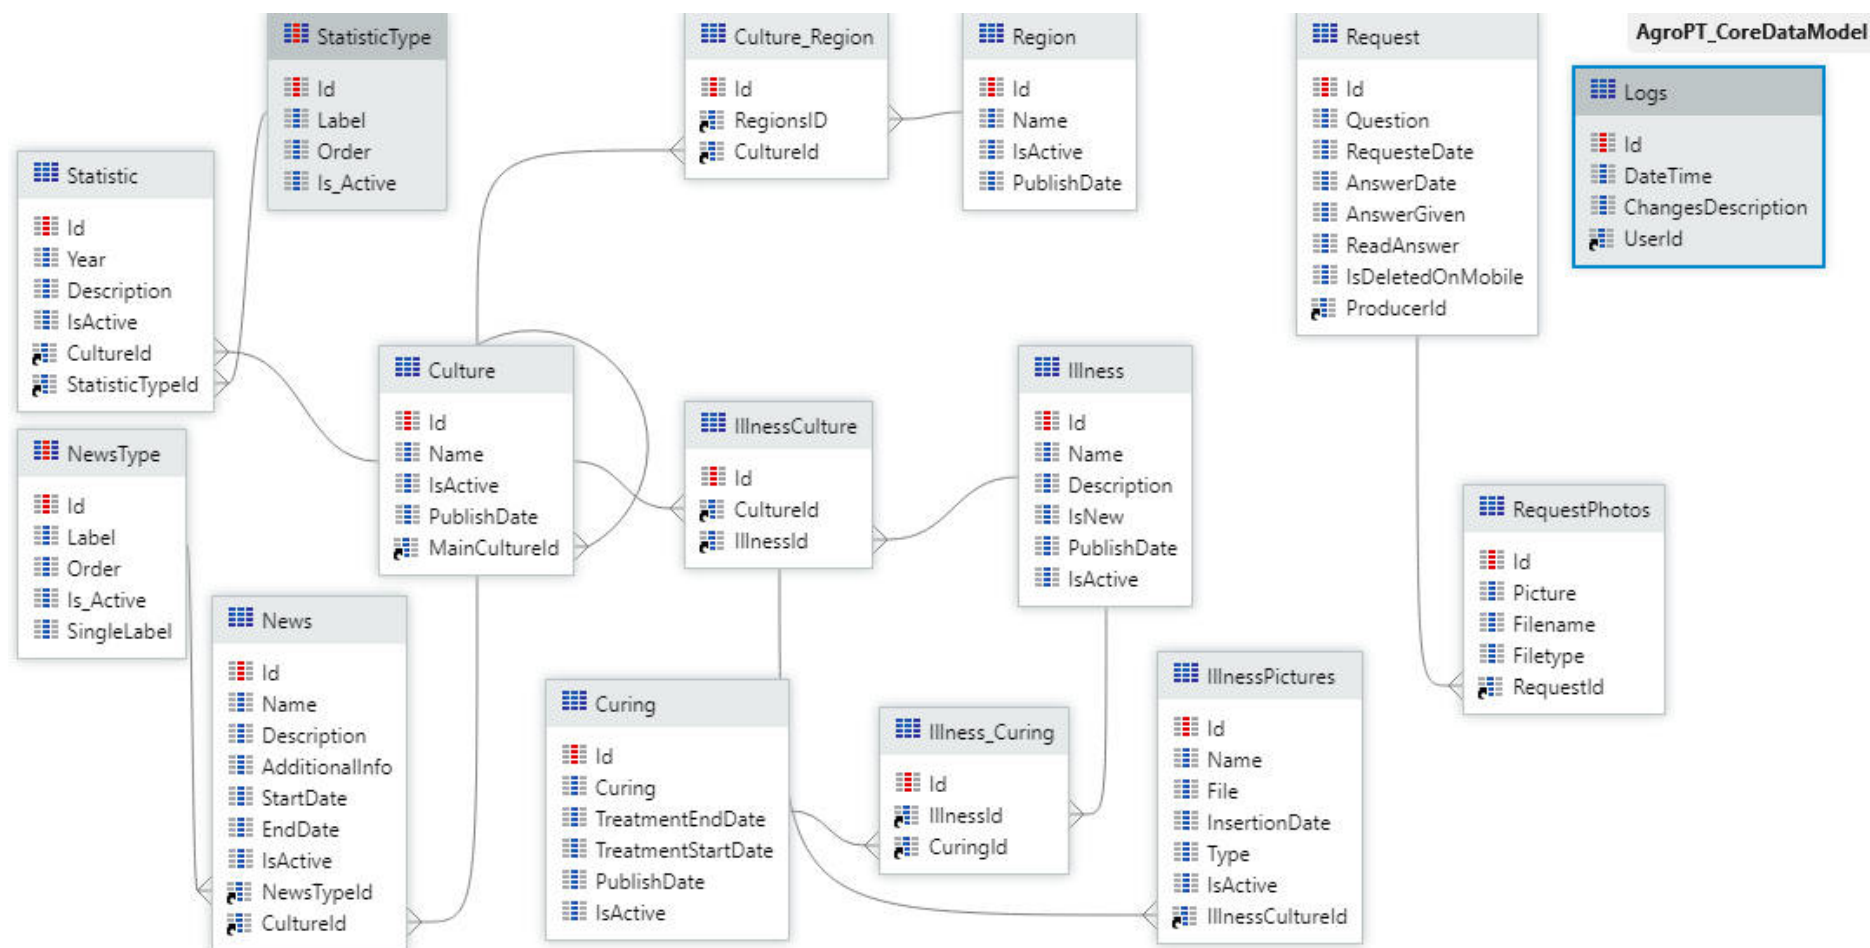 AgroPT_CoreDataModel
StatisticType
Id
Label
Order
Is_Active
Culture_Region
Id
RegionsID
CultureId
Region
Id
Name
IsActive
PublishDate
Request
Id
Question
RequesteDate
AnswerDate
AnswerGiven
ReadAnswer
IsDeletedOnMobile
ProducerId
Logs
Id
DateTime
ChangesDescription
UserId
Statistic
Id
Year
Description
IsActive
CultureId
StatisticTypeId
Culture
Id
Name
IsActive
PublishDate
MainCultureId
IllnessCulture
Id
CultureId
IllnessId
Illness
Id
Name
Description
IsNew
PublishDate
IsActive
NewsType
Id
Label
Order
Is_Active
SingleLabel
RequestPhotos
Id
Picture
Filename
Filetype
RequestId
News
Id
Name
Description
AdditionalInfo
StartDate
EndDate
IsActive
NewsTypeId
CultureId
Curing
Id
Curing
TreatmentEndDate
TreatmentStartDate
PublishDate
IsActive
Illness_Curing
Id
IllnessId
CuringId
IllnessPictures
Id
Name
File
InsertionDate
Type
IsActive
IllnessCultureId